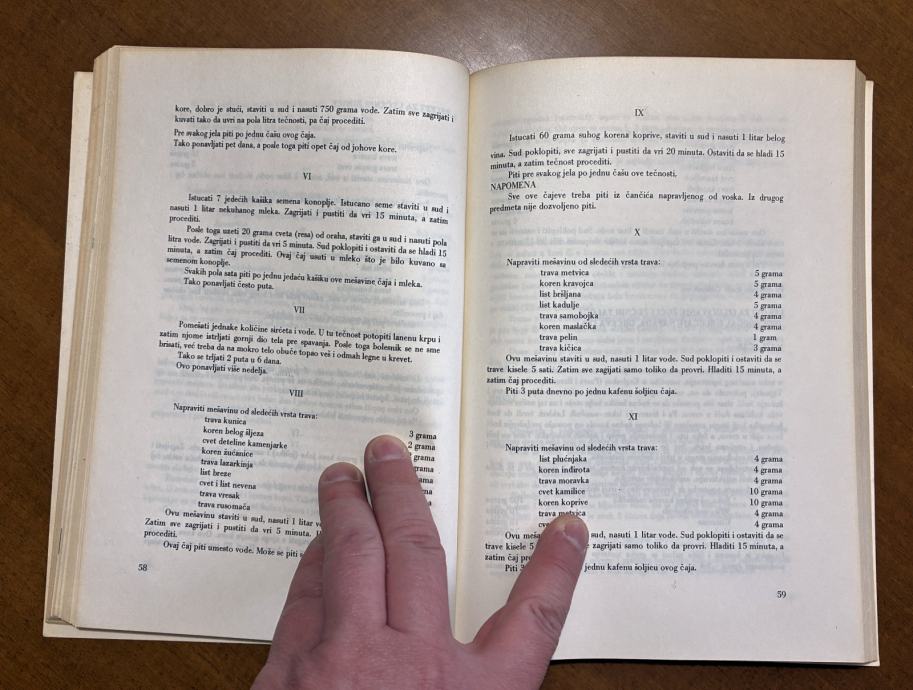 kore, dobro je stući, staviti u sud i nasuti 750 grama vode. Zatim sve zagrijati i
kuvati tako da uvri na pola litra tečnosti, pa čaj procediti.
Pre svakog jela piti po jednu čašu ovog čaja.
Tako ponavljati pet dana, a posle toga piti opet čaj od johove kore.
VI
Istucati 7 jedećih kašika semena konoplje. Istucano seme staviti u sud i
nasuti 1 litar nekuhanog mleka. Zagrijati i pustiti da vri 15 minuta, a zatim
procediti.
Posle toga uzeti 20 grama cveta (resa) od oraha, staviti ga u sud i nasuti pola
litra vode. Zagrijati i pustiti da vri 5 minuta. Sud poklopiti i ostaviti da se hladi 15
minuta, a zatim čaj procediti. Ovaj čaj usuti u mleko što je bilo kuvano sa
semenom konoplje.
Svakih pola sata piti po jednu jedaću kašiku ove mešavine čaja i mleka.
Tako ponavljati često puta.
VII
Pomešati jednake količine sirćeta i vode. U tu tečnost potopiti lanenu krpu i
zatim njome istrljati gornji dio tela pre spavanja. Posle toga bolesnik se ne sme
brisati, već treba da na mokro telo obuče topao veš i odmah legne u krevet.
Tako se trljati 2 puta u 6 dana.
Ovo ponavljati više nedelja.
VIII
Napraviti mešavinu od sledećih vrsta trava:
trava kunica 3 grama
koren belog šljeza 2 grama
cvet deteline kamenjarke grama
koren žućanice
trava lazarkinja
list breze
cvet i list nevena
trava vresak
trava rusomača
Ovu mešavinu staviti u sud, nasuti 1 litar
Zatim sve zagrijati i pustiti da vri 5 minuta.
procediti.
Ovaj čaj piti umesto vode. Može se piti
58
IX
Istucati 60 grama suhog korena koprive, staviti u sud i nasuti 1 litar belog
vina. Sud poklopiti, sve zagrijati i pustiti da vri 20 minuta. Ostaviti da se hladi 15
minuta, a zatim tečnost procediti.
Piti pre svakog jela po jednu čašu ove tečnosti.
NAPOMENA
Sve ove čajeve treba piti iz čančića napravljenog od voska. Iz drugog
predmeta nije dozvoljeno piti.
X
Napraviti mešavinu od sledećih vrsta trava:
trava metvica 5 grama
koren kravojca 5 grama
list bršljana 4 grama
list kadulje 5 grama
trava samobojka 4 grama
koren maslačka 4 grama
trava pelin 1 gram
trava kičica 3 grama
Ovu mešavinu staviti u sud, nasuti 1 litar vode. Sud poklopiti i ostaviti da se
trave kisele 5 sati. Zatim sve zagijati samo toliko da provri. Hladiti 15 minuta, a
zatim čaj procediti.
Piti 3 puta dnevno po jednu kafenu šoljicu čaja.
XI
Napraviti mešavinu od sledećih vrsta trava:
list plućnjaka 4 grama
koren indirota 4 grama
trava moravka 4 grama
cvet kamilice 10 grama
koren koprive 10 grama
trava metvica 4 grama
4 grama
Ovu sud, nasuti 1 litar vode. Sud poklopiti i ostaviti da se
trave kisele 5 zagrijati samo toliko da provri. Hladiti 15 minuta, a
zatim čaj
Piti jednu kafenu šoljicu ovog čaja.
59